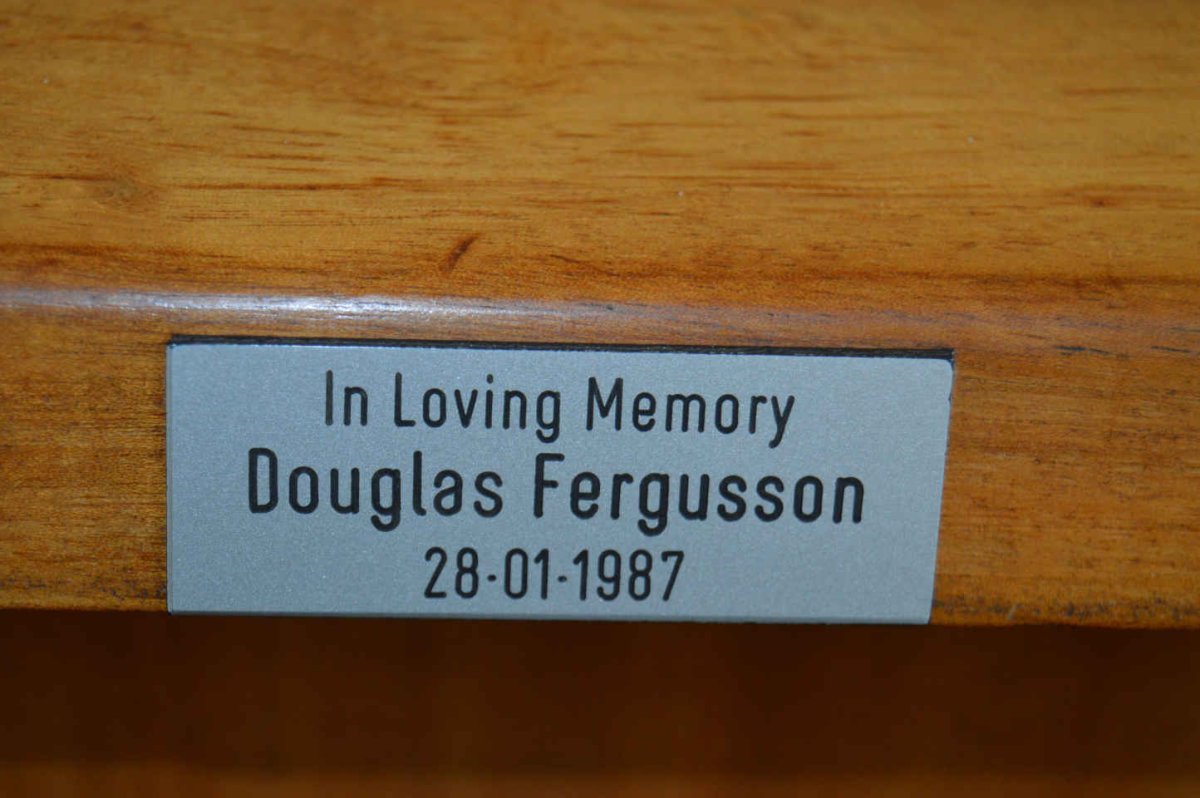 In Loving Memory
Douglas Fergusson
28-01-1987